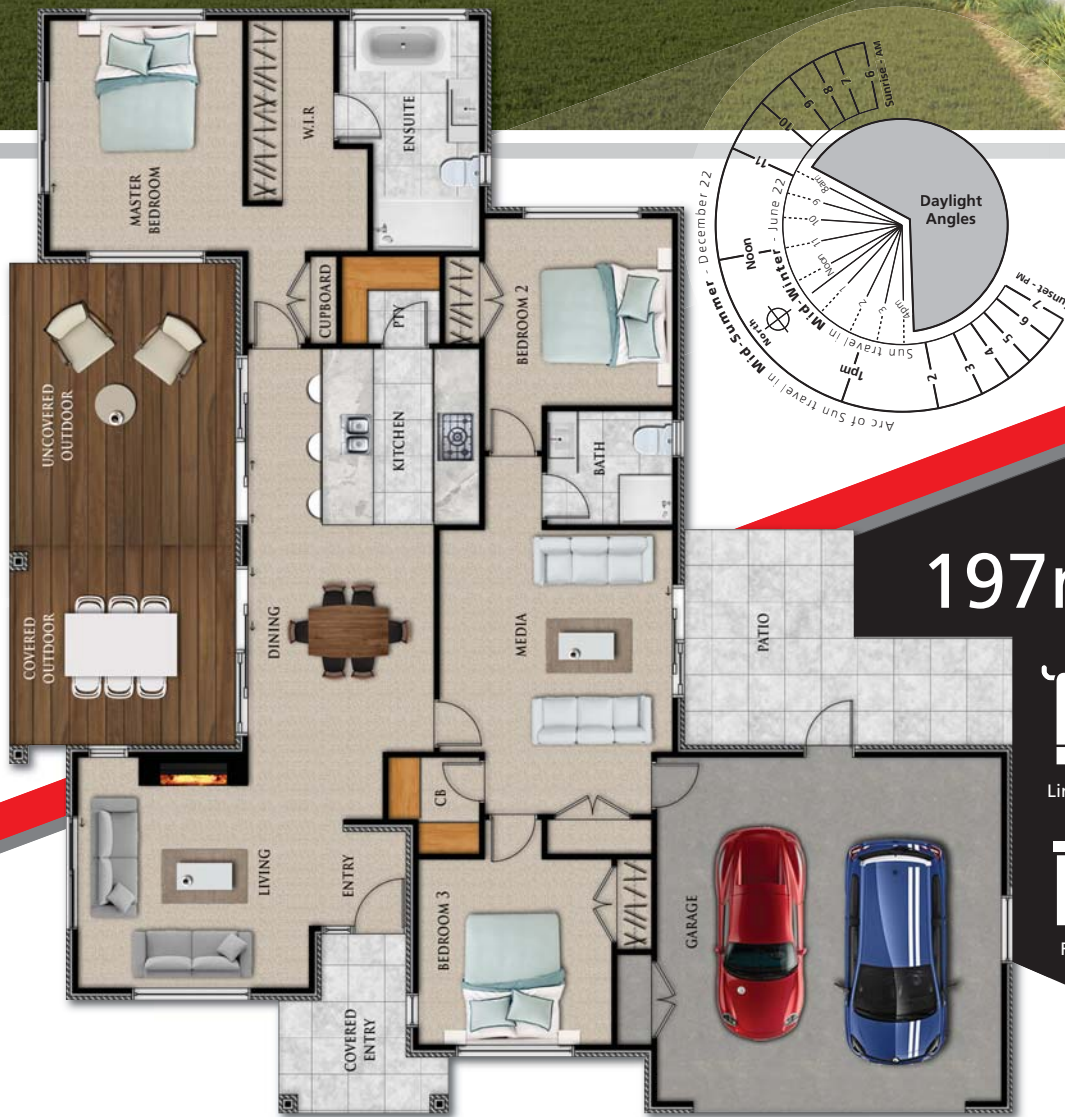 MASTER
BEDROOM
W.I.R
ENSUITE
CUPBOARD
PTY
BEDROOM 2
UNCOVERED
OUTDOOR
KITCHEN
BATH
COVERED
OUTDOOR
DINING
MEDIA
PATIO
CB
LIVING
ENTRY
BEDROOM 3
GARAGE
COVERED
ENTRY
Daylight
Angles
Sunrise - AM
6
7
8
9
10
11
Noon
1pm
2
3
4
5
6
7
Sunset - PM
Arc of Sun travel in Mid-Summer - December 22
Sun travel in Mid-Winter - June 22
8am
9
10
11
Noon
1
2
3
4pm
North
197